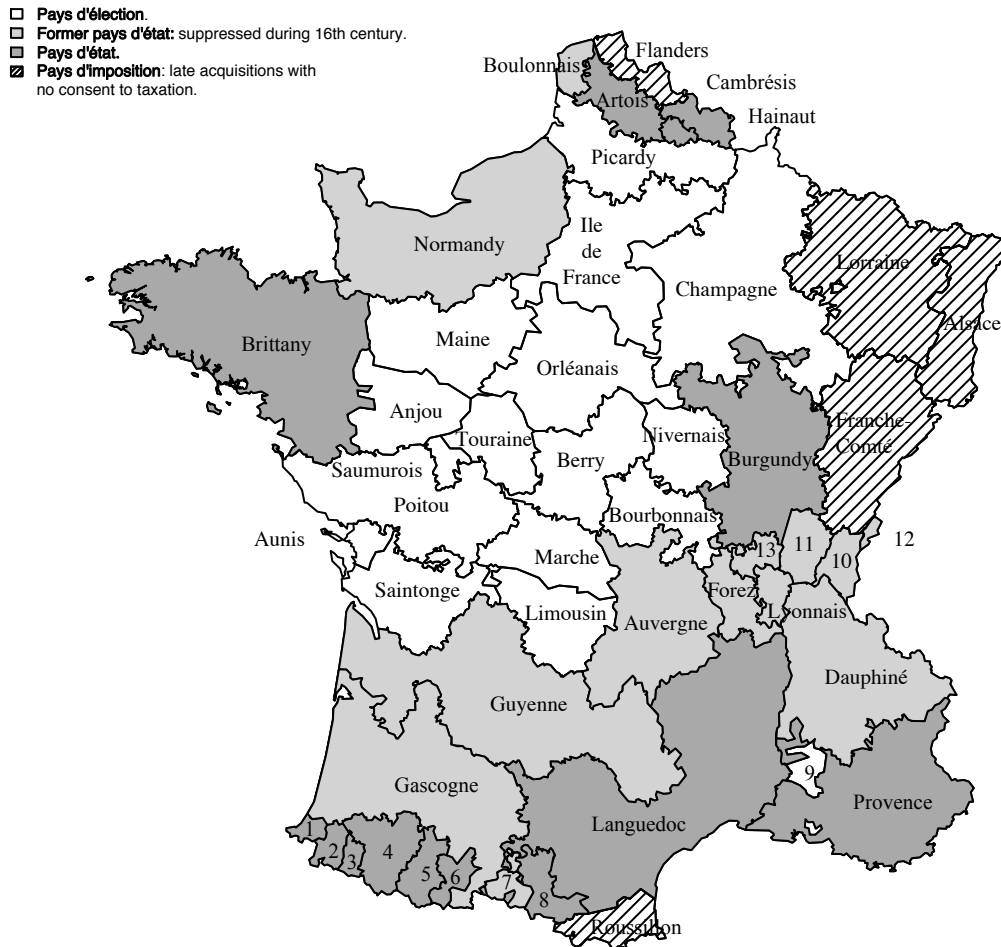 Pays d'élection.
Former pays d'état: suppressed during 16th century.
Pays d'état.
Pays d'imposition: late acquisitions with
no consent to taxation.
Flanders
Boulonnais
Cambrésis
Artois
Hainaut
Picardy
Ile
de
France
Normandy
Lorraine
Champagne
Alsace
Maine
Brittany
Orléanais
Anjou
Franche-
Comté
Touraine
Nivernais
Berry
Burgundy
Saumurois
Poitou
Bourbonnais
Aunis
Marche
13
11
10
12
Saintonge
Forez
Limousin
Lyonnais
Auvergne
Dauphiné
Guyenne
9
Gascogne
Provence
Languedoc
1
2
3
4
5
6
7
8
Roussillon